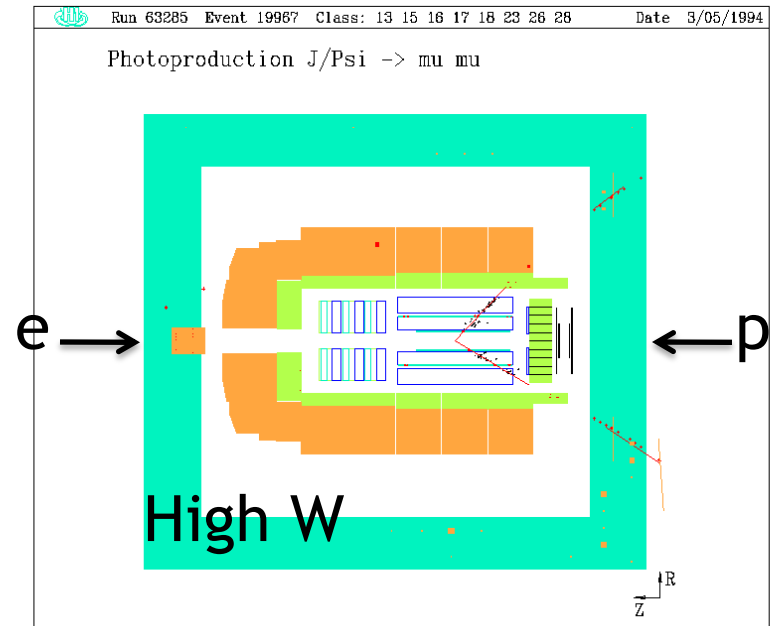 Run 63285 Event 19967 Class: 13 15 16 17 18 23 26 28 Date 3/05/1994
Photoproduction J/Psi -> mu mu
e
p
High W
R
Z